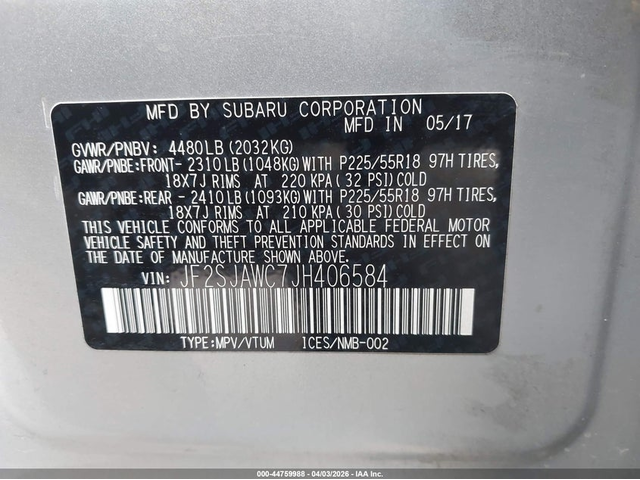 MFD BY SUBARU CORPORATION
MFD IN 05/17
GVWR/PNBV: 4480LB (2032KG)
GAWR/PNBE:FRONT- 2310LB(1048KG)WITH P225/55R18 97H TIRES,
18X7J RIMS AT 220 KPA( 32 PSI)COLD
GAWR/PNBE:REAR - 2410LB(1093KG)WITH P225/55R18 97H TIRES,
18X7J RIMS AT 210 KPA( 30 PSI)COLD
THIS VEHICLE CONFORMS TO ALL APPLICABLE FEDERAL MOTOR
VEHICLE SAFETY AND THEFT PREVENTION STANDARDS IN EFFECT ON
THE DATE OF MANUFACTURE SHOWN ABOVE.
VIN: JF2SJAWC7JH406584
TYPE:MPV/VTUM ICES/NMB-002
000-44759988 - 04/03/2026 - IAA Inc.